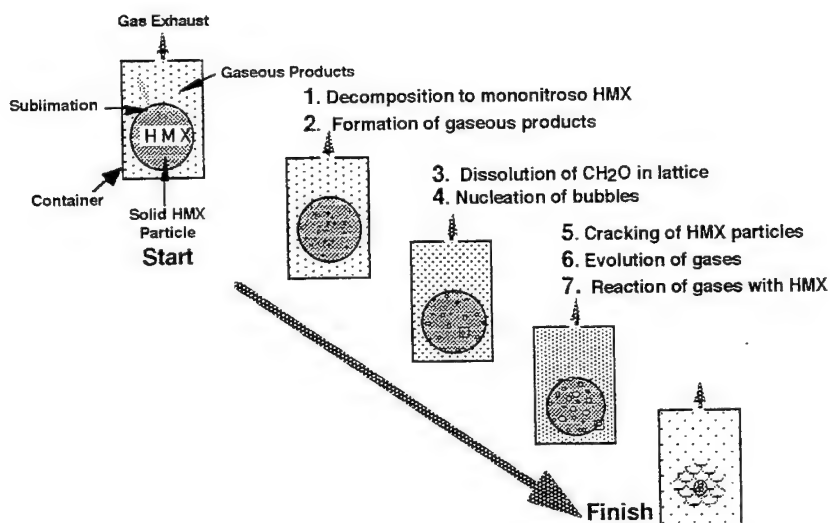 Gas Exhaust
Gaseous Products
Sublimation
HMX
Container
Solid HMX
Particle
Start
1. Decomposition to mononitroso HMX
2. Formation of gaseous products
3. Dissolution of CH2O in lattice
4. Nucleation of bubbles
5. Cracking of HMX particles
6. Evolution of gases
7. Reaction of gases with HMX
Finish